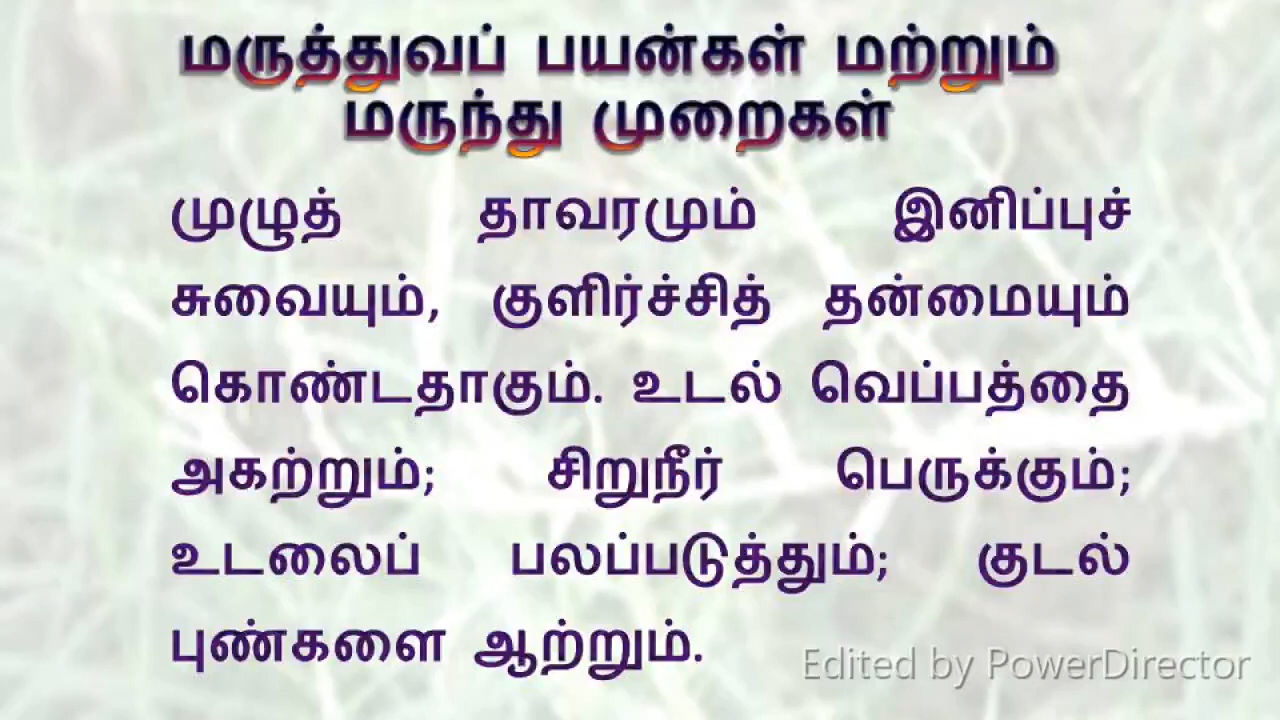 மருத்துவப் பயன்கள் மற்றும்
மருந்து முறைகள்
முழுத் தாவரமும் இனிப்புச்
சுவையும், குளிர்ச்சித் தன்மையும்
கொண்டதாகும். உடல் வெப்பத்தை
அகற்றும்; சிறுநீர் பெருக்கும்;
உடலைப் பலப்படுத்தும்; குடல்
புண்களை ஆற்றும்.
Edited by PowerDirector